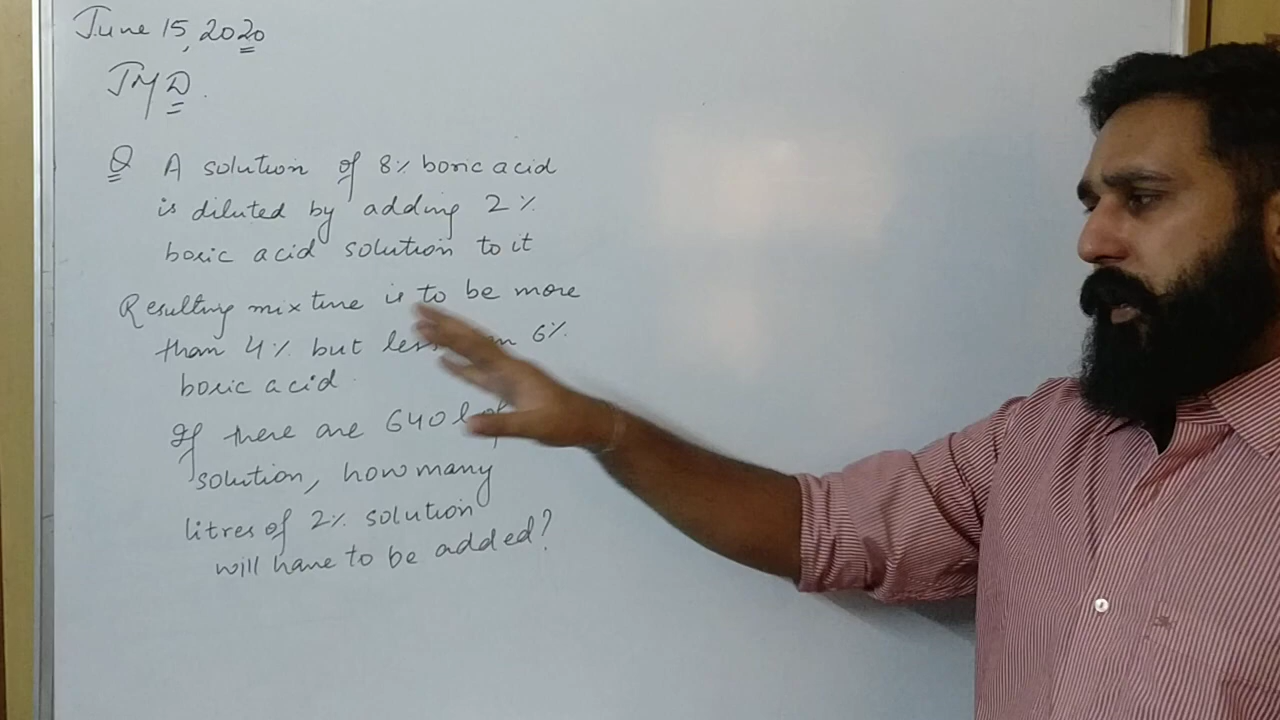 June 15, 2020
JMD.
Q A solution of 8% boric acid
is diluted by adding 2%
boric acid solution to it
Resulting mixture is to be more
than 4% but less 6%
boric acid.
If there are 640 l of
solution, how many
litres of 2% solution
will have to be added?